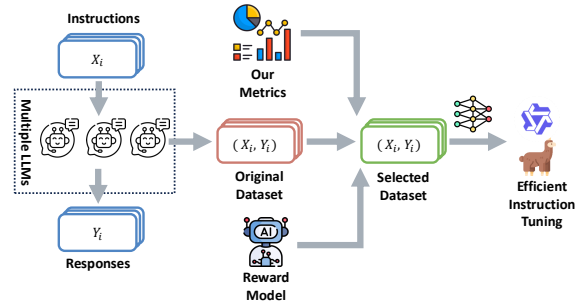 Instructions
X_i
Multiple LLMs
Y_i
Responses
(X_i, Y_i)
Original
Dataset
Our
Metrics
AI
Reward
Model
(X_i, Y_i)
Selected
Dataset
Efficient
Instruction
Tuning